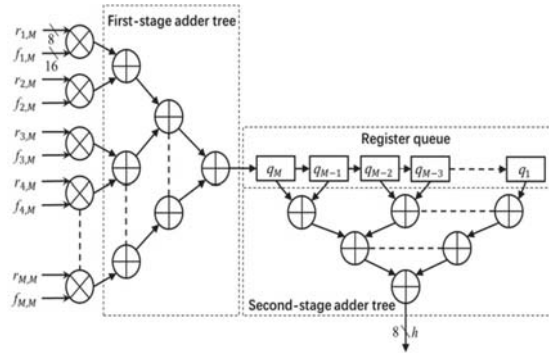 First-stage adder tree
r1,M
8
f1,M
16
r2,M
f2,M
r3,M
f3,M
r4,M
f4,M
rM,M
fM,M
Register queue
qM qM−1 qM−2 qM−3 q1
Second-stage adder tree
8 h